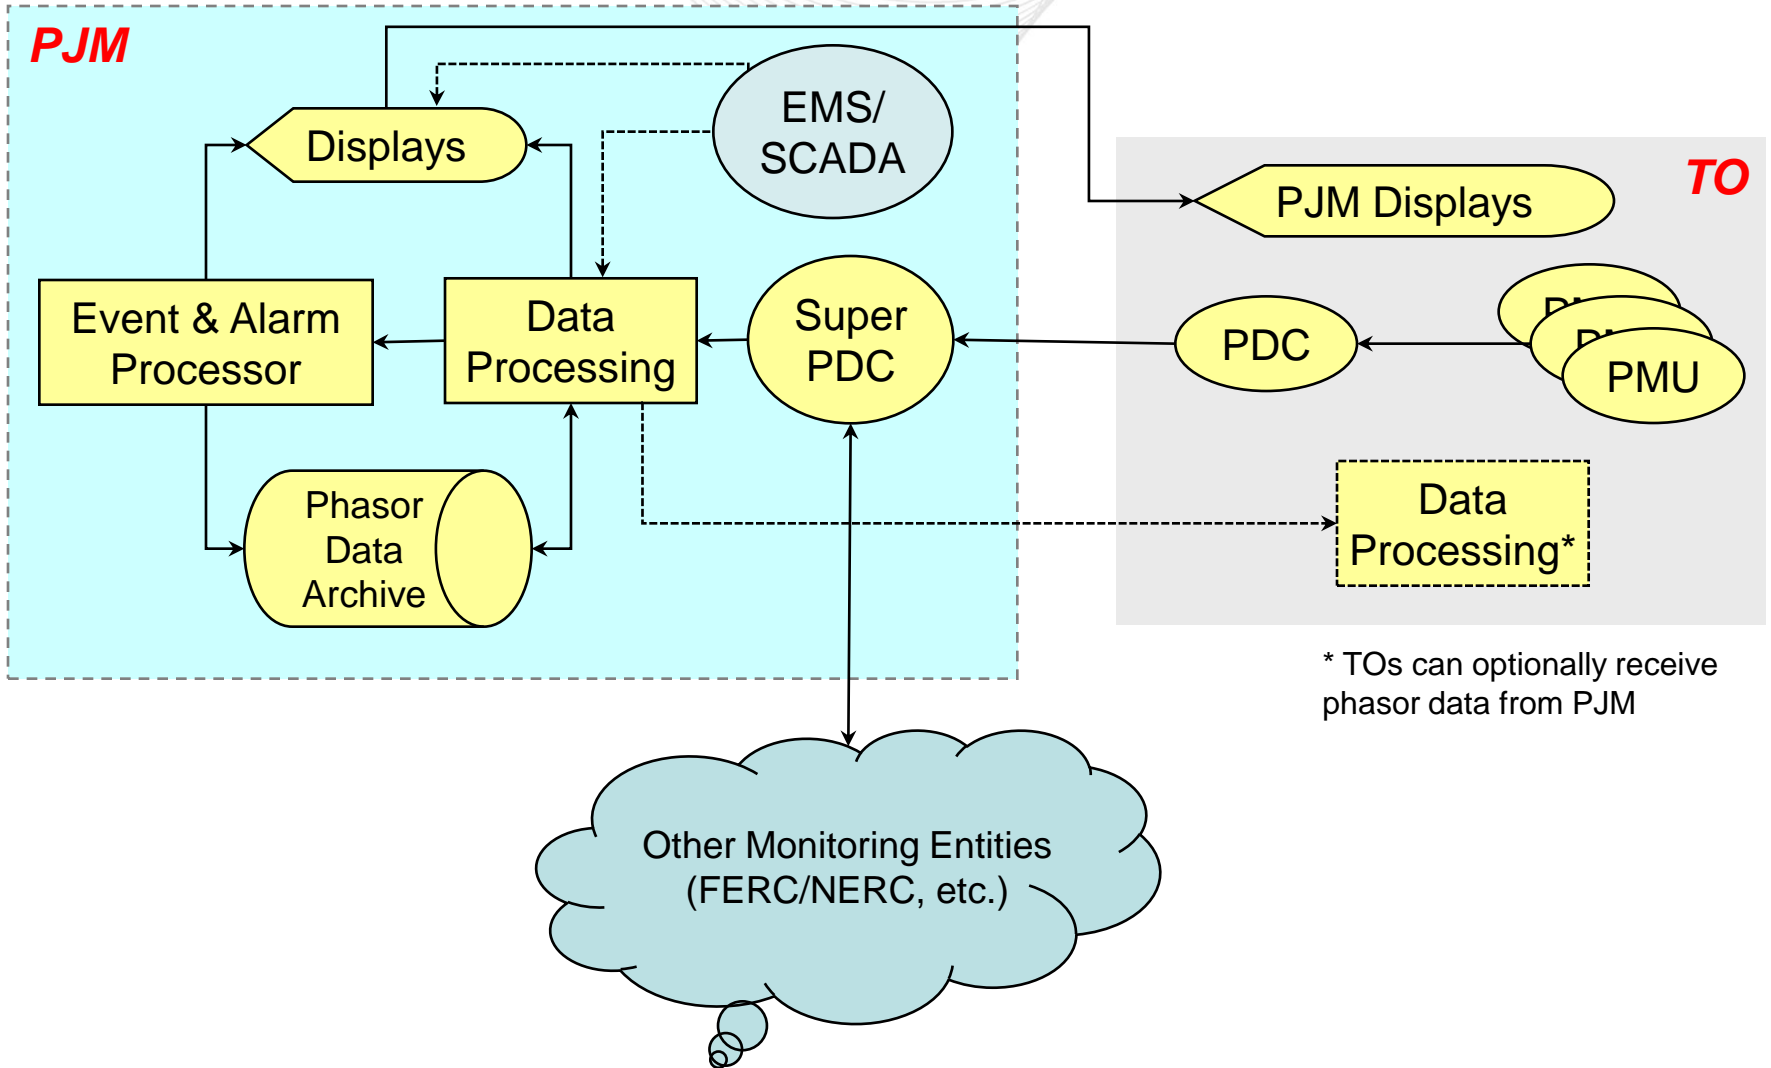 PJM
EMS/
SCADA
Displays
TO
PJM Displays
Event & Alarm
Processor
Data
Processing
Super
PDC
PDC
PMU
Phasor
Data
Archive
Data
Processing*
* TOs can optionally receive
phasor data from PJM
Other Monitoring Entities
(FERC/NERC, etc.)